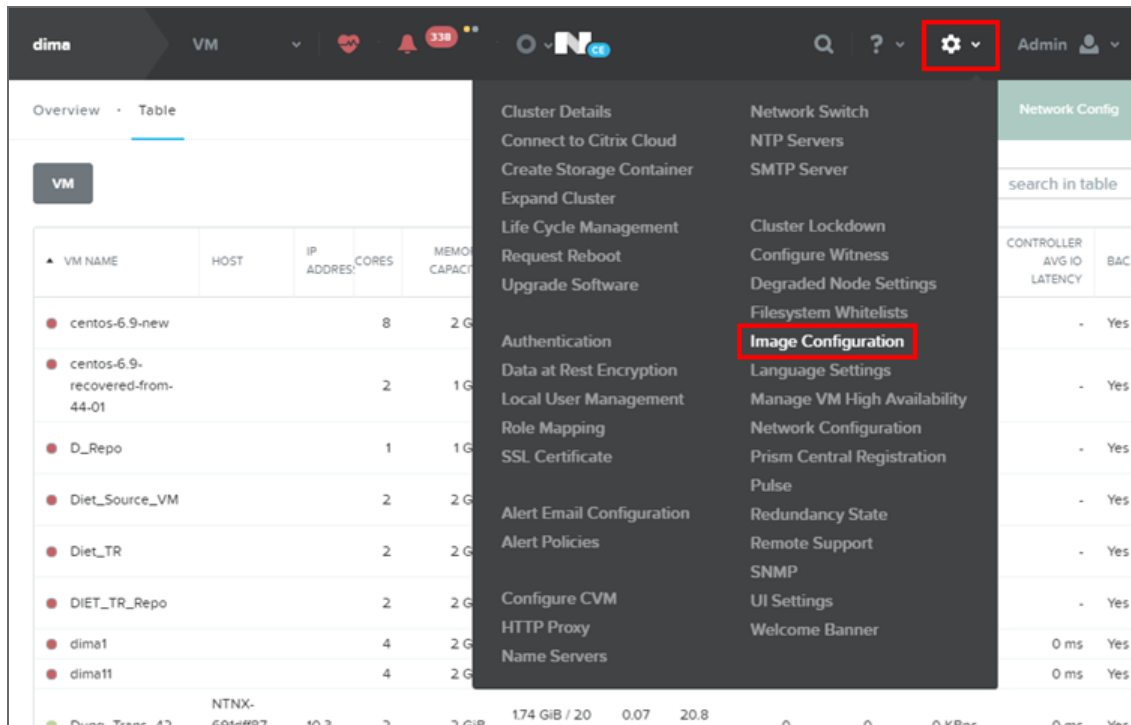 dima
VM
338
N CE
?
Admin
Overview · Table
Network Config
VM
search in table
VM NAME
HOST
IP ADDRESS
CORES
MEMOR
CAPACIT
CONTROLLER AVG IO LATENCY
BAC
Cluster Details
Connect to Citrix Cloud
Create Storage Container
Expand Cluster
Life Cycle Management
Request Reboot
Upgrade Software
Authentication
Data at Rest Encryption
Local User Management
Role Mapping
SSL Certificate
Alert Email Configuration
Alert Policies
Configure CVM
HTTP Proxy
Name Servers
Network Switch
NTP Servers
SMTP Server
Cluster Lockdown
Configure Witness
Degraded Node Settings
Filesystem Whitelists
Image Configuration
Language Settings
Manage VM High Availability
Network Configuration
Prism Central Registration
Pulse
Redundancy State
Remote Support
SNMP
UI Settings
Welcome Banner
centos-6.9-new 8 2 G - Yes
centos-6.9-
recovered-from-
44-01
2 1 G - Yes
D_Repo 1 1 G - Yes
Diet_Source_VM 2 2 G - Yes
Diet_TR 2 2 G - Yes
DIET_TR_Repo 2 2 G - Yes
dima1 4 2 G 0 ms Yes
dima11 4 2 G 0 ms Yes
NTNX-
1.74 GiB / 20 0.07 20.8